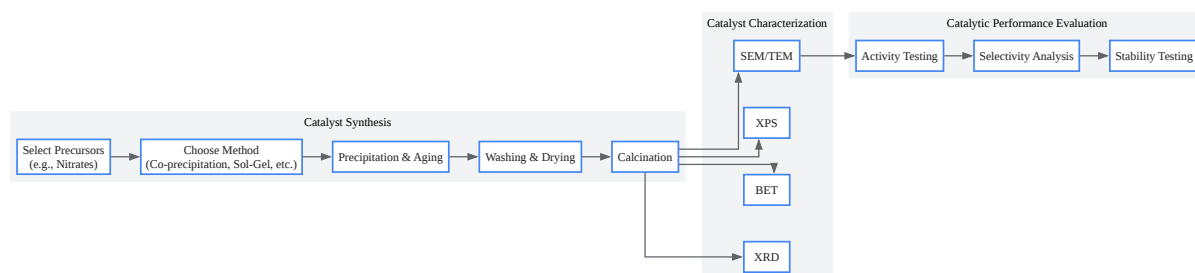 Catalyst Synthesis
Select Precursors
(e.g., Nitrates)
Choose Method
(Co-precipitation, Sol-Gel, etc.)
Precipitation & Aging
Washing & Drying
Calcination
Catalyst Characterization
SEM/TEM
XPS
BET
XRD
Catalytic Performance Evaluation
Activity Testing
Selectivity Analysis
Stability Testing